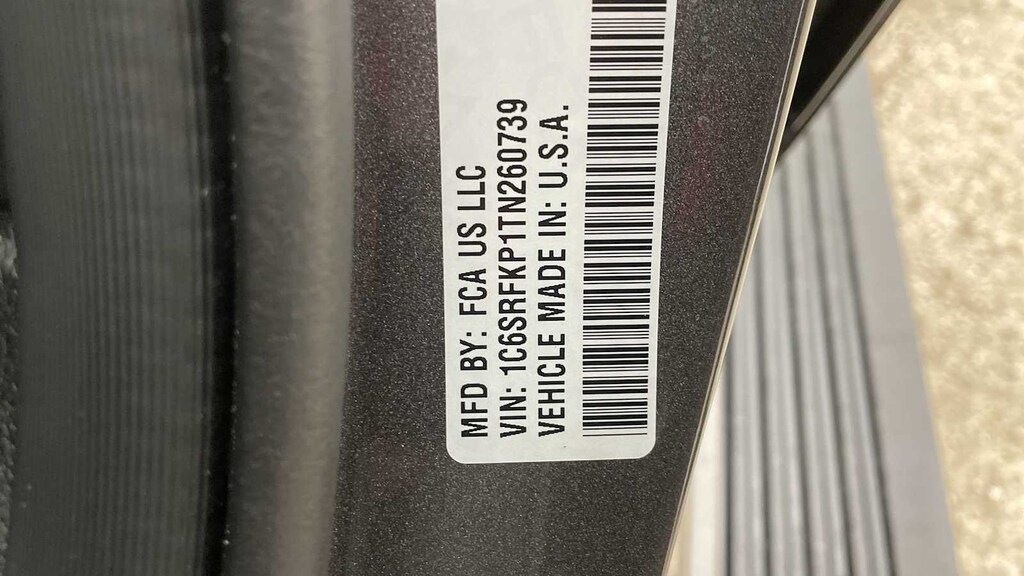 MFD BY: FCA US LLC
VIN: 1C6SRFKP1TN260739
VEHICLE MADE IN: U.S.A.